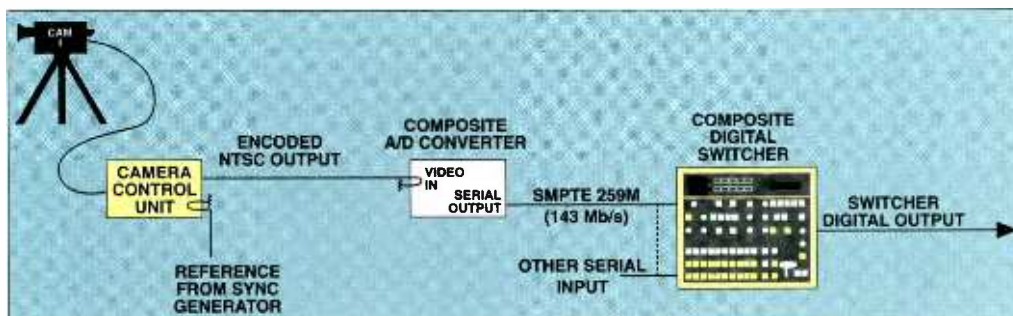 CAM
1
CAMERA
CONTROL
UNIT
REFERENCE
FROM SYNC
GENERATOR
ENCODED
NTSC OUTPUT
COMPOSITE
A/D CONVERTER
VIDEO
IN
SERIAL
OUTPUT
SMPTE 259M
(143 Mb/s)
OTHER SERIAL
INPUT
COMPOSITE
DIGITAL
SWITCHER
SWITCHER
DIGITAL OUTPUT